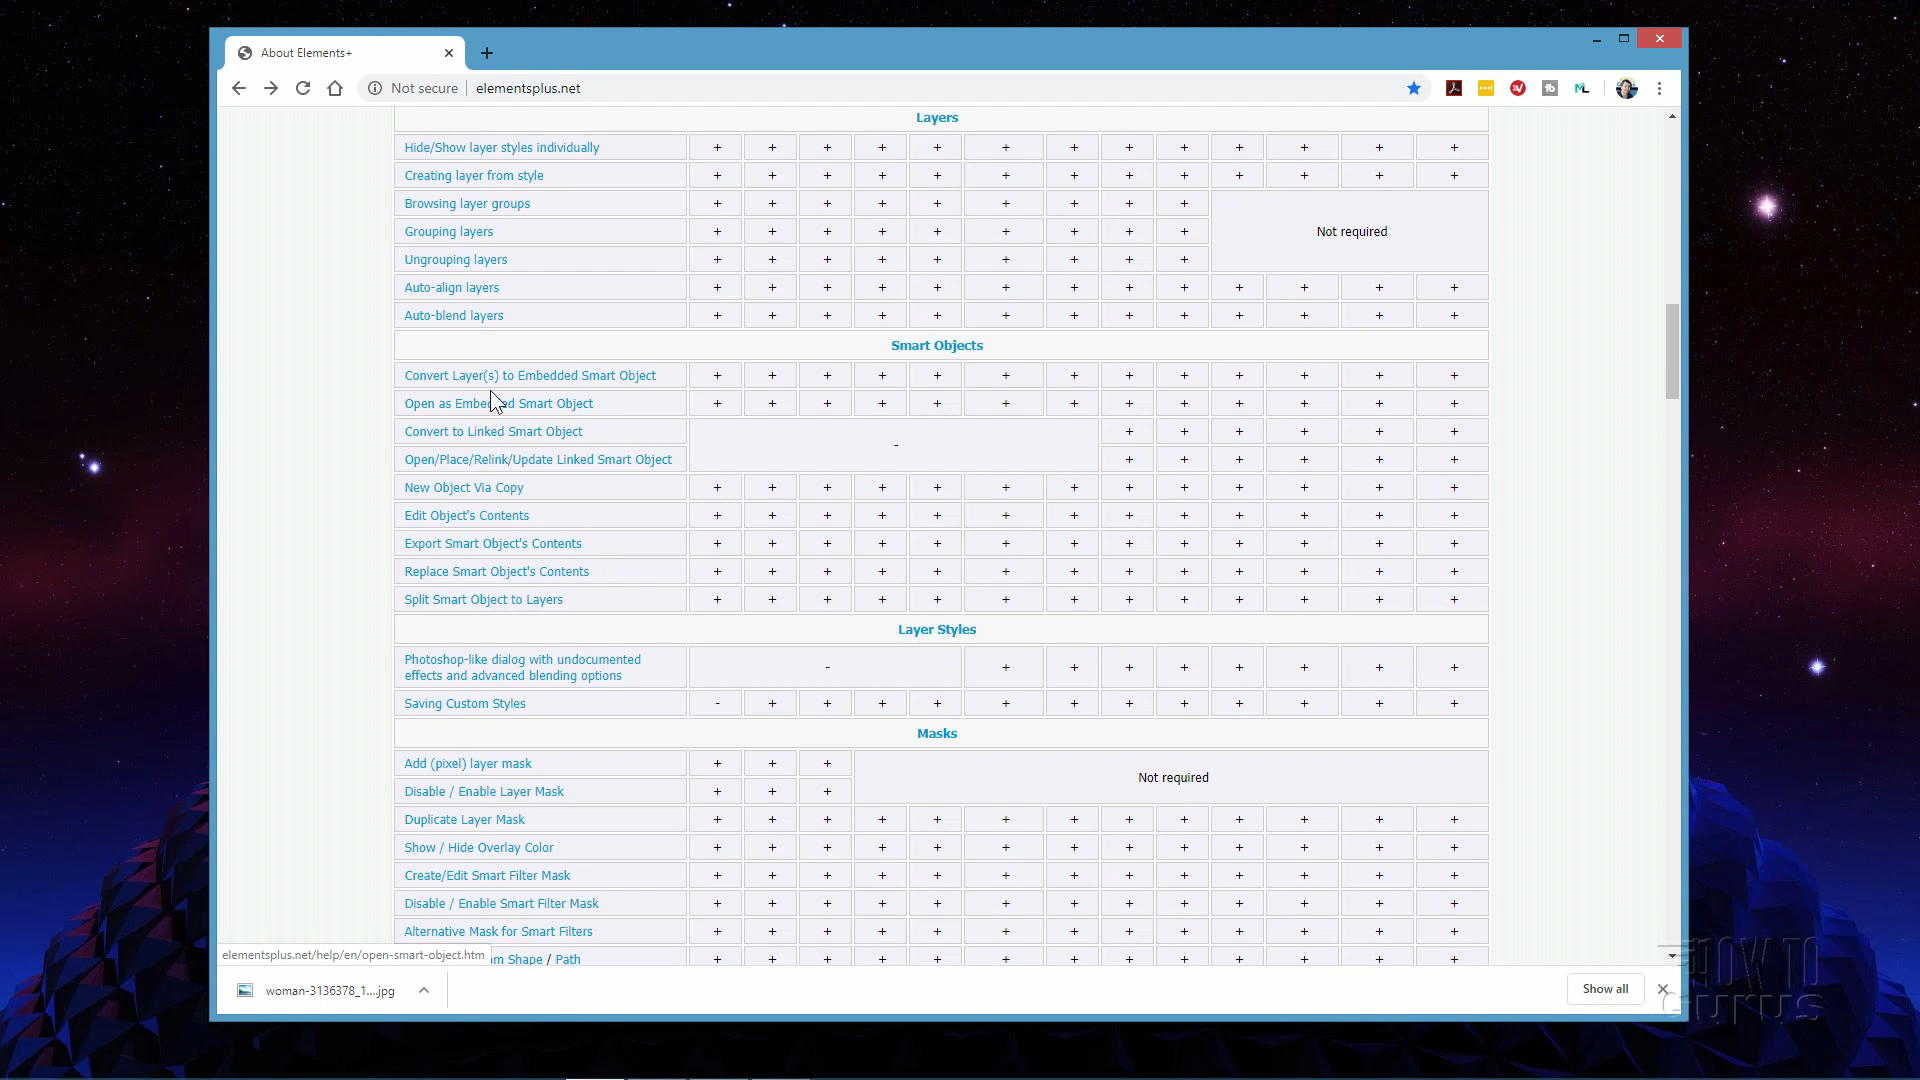 About Elements+
Not secure elementsplus.net
Layers
Hide/Show layer styles individually + + + + + + + + + + + + +
Creating layer from style + + + + + + + + + + + + +
Browsing layer groups + + + + + + + + +
Grouping layers + + + + + + + + + Not required
Ungrouping layers + + + + + + + + +
Auto-align layers + + + + + + + + + + + + +
Auto-blend layers + + + + + + + + + + + + +
Smart Objects
Convert Layer(s) to Embedded Smart Object + + + + + + + + + + + + +
Open as Embedded Smart Object + + + + + + + + + + + + +
Convert to Linked Smart Object - + + + + + +
Open/Place/Relink/Update Linked Smart Object + + + + + +
New Object Via Copy + + + + + + + + + + + + +
Edit Object's Contents + + + + + + + + + + + + +
Export Smart Object's Contents + + + + + + + + + + + + +
Replace Smart Object's Contents + + + + + + + + + + + + +
Split Smart Object to Layers + + + + + + + + + + + + +
Layer Styles
Photoshop-like dialog with undocumented
effects and advanced blending options - + + + + + + + +
Saving Custom Styles - + + + + + + + + + + + +
Masks
Add (pixel) layer mask + + + Not required
Disable / Enable Layer Mask + + +
Duplicate Layer Mask + + + + + + + + + + + + +
Show / Hide Overlay Color + + + + + + + + + + + + +
Create/Edit Smart Filter Mask + + + + + + + + + + + + +
Disable / Enable Smart Filter Mask + + + + + + + + + + + + +
Alternative Mask for Smart Filters + + + + + + + + + + + + +
Shape / Path + + + + + + + + + + + + +
elementsplus.net/help/en/open-smart-object.htm
woman-3136378_1....jpg
Show all
HOW TO
GURUS